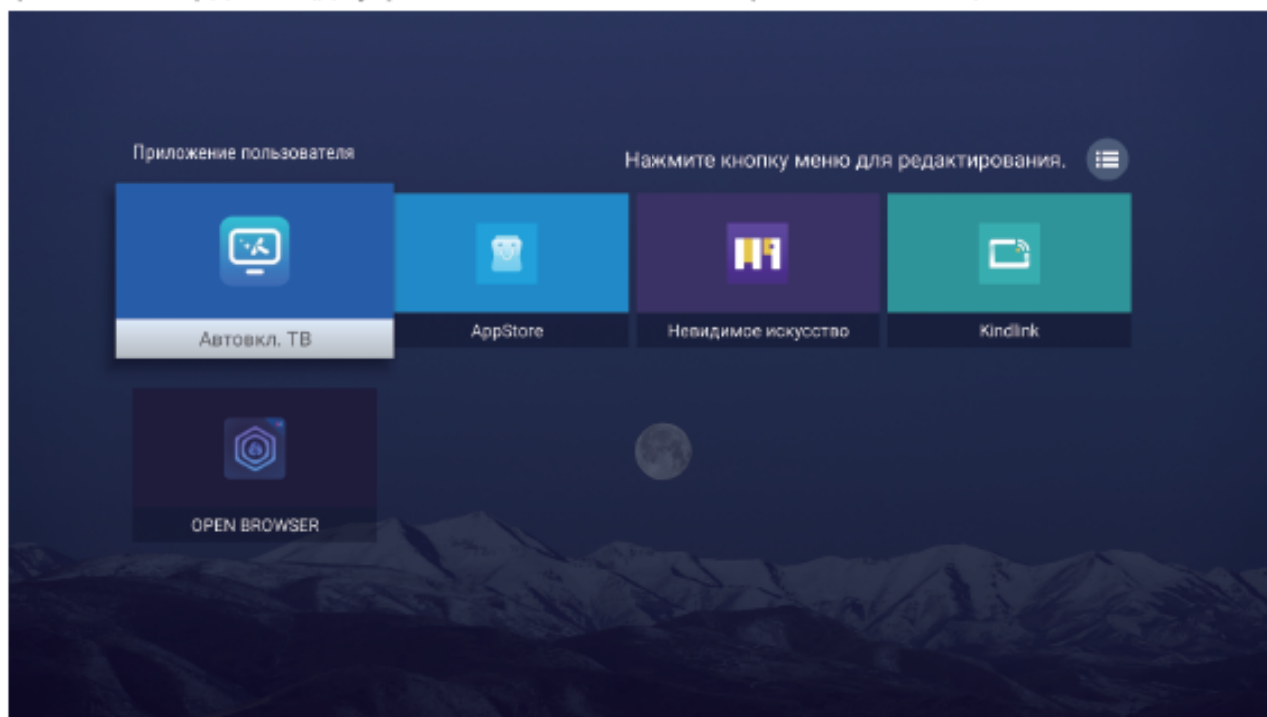 Приложение пользователя
Нажмите кнопку меню для редактирования.
Автовкл. ТВ
AppStore
Невидимое искусство
Kindlink
OPEN BROWSER